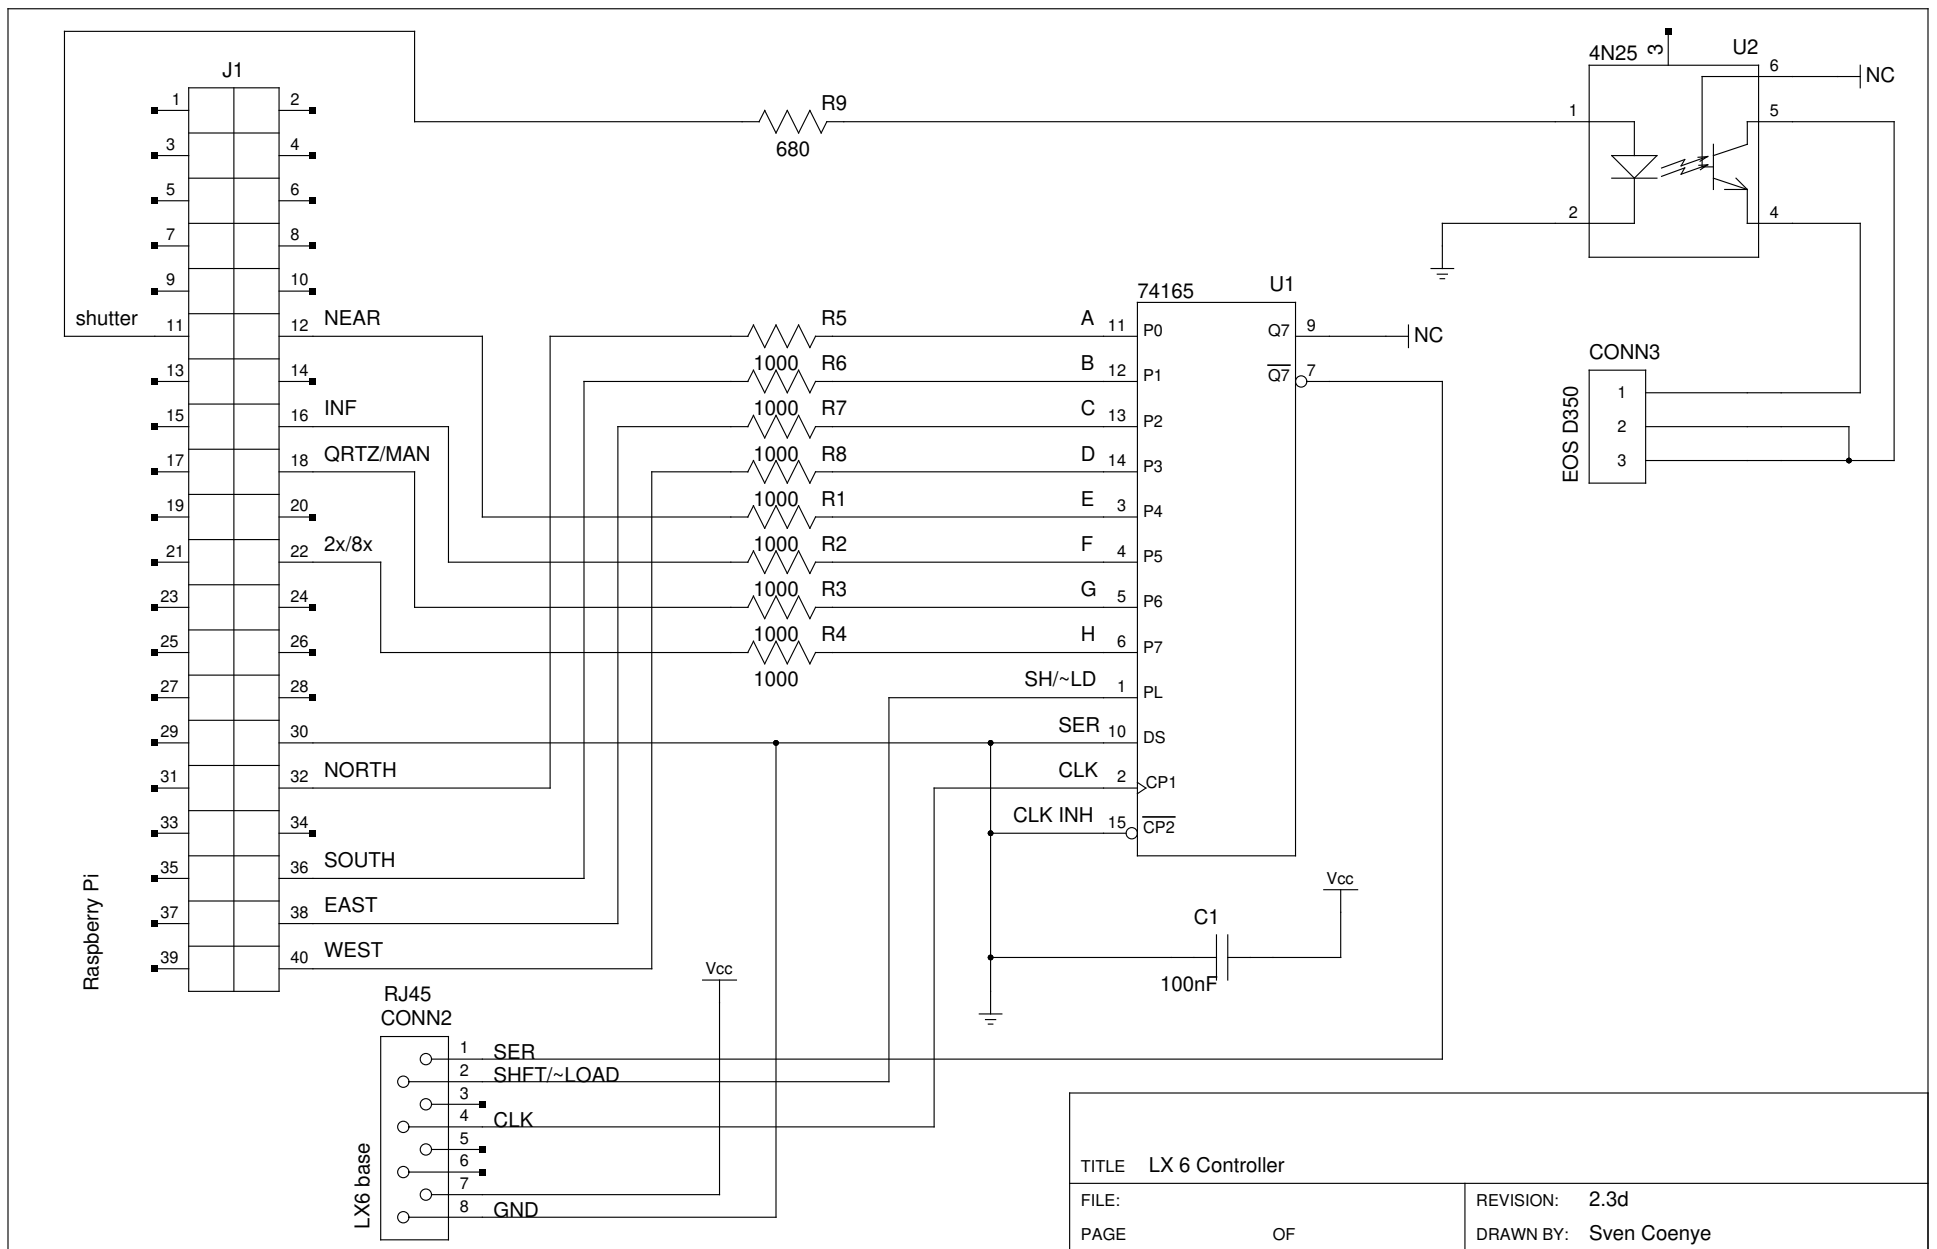 J1
1 2
3 4
5 6
7 8
9 10
shutter 11 12 NEAR
13 14
15 16 INF
17 18 QRTZ/MAN
19 20
21 22 2x/8x
23 24
25 26
27 28
29 30
31 32 NORTH
33 34
35 36 SOUTH
37 38 EAST
39 40 WEST
Raspberry Pi
R9
680
R5
1000 R6
1000 R7
1000 R8
1000 R1
1000 R2
1000 R3
1000 R4
1000
74165 U1
A 11 P0 Q7 9 NC
B 12 P1 Q7 7
C 13 P2
D 14 P3
E 3 P4
F 4 P5
G 5 P6
H 6 P7
SH/~LD 1 PL
SER 10 DS
CLK 2 CP1
CLK INH 15 CP2
4N25 3 U2
6 NC
1 5
2 4
CONN3
EOS D350
1
2
3
Vcc
C1
100nF
Vcc
RJ45
CONN2
LX6 base
1 SER
2 SHFT/~LOAD
3
4 CLK
5
6
7
8 GND
TITLE LX 6 Controller
FILE: REVISION: 2.3d
PAGE OF DRAWN BY: Sven Coenye